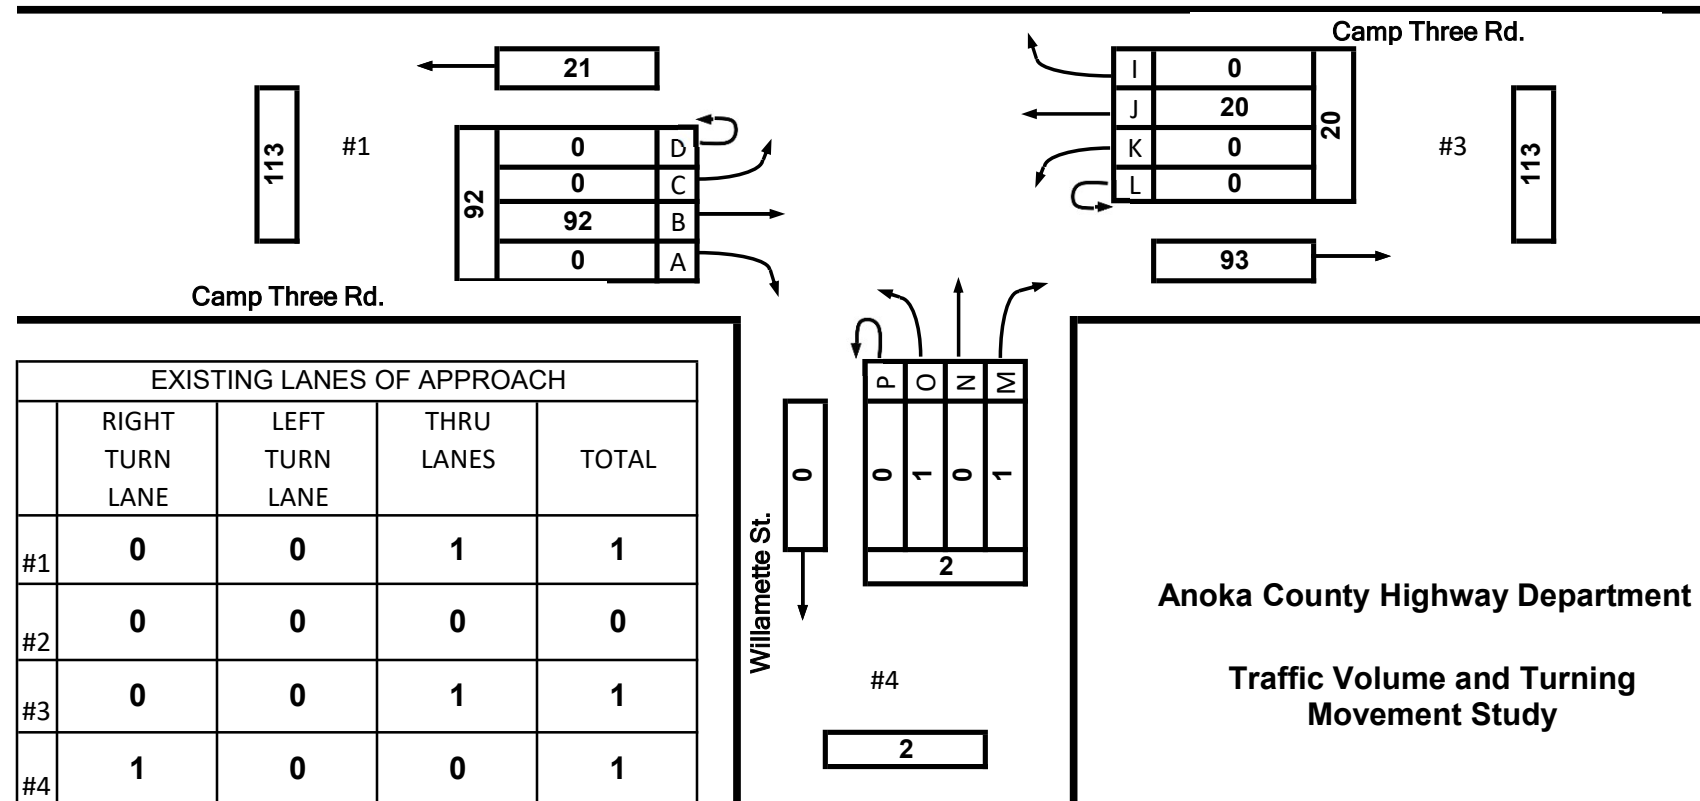 Camp Three Rd.
21
I 0
J 20
K 0
L 0
20
113
#1
#3
113
92
0 D
0 C
92 B
0 A
93
Camp Three Rd.
EXISTING LANES OF APPROACH
RIGHT TURN LANE
LEFT TURN LANE
THRU LANES
TOTAL
#1 0 0 1 1
#2 0 0 0 0
#3 0 0 1 1
#4 1 0 0 1
Willamette St.
0
P O N M
0 1 0 1
2
#4
2
Anoka County Highway Department
Traffic Volume and Turning
Movement Study